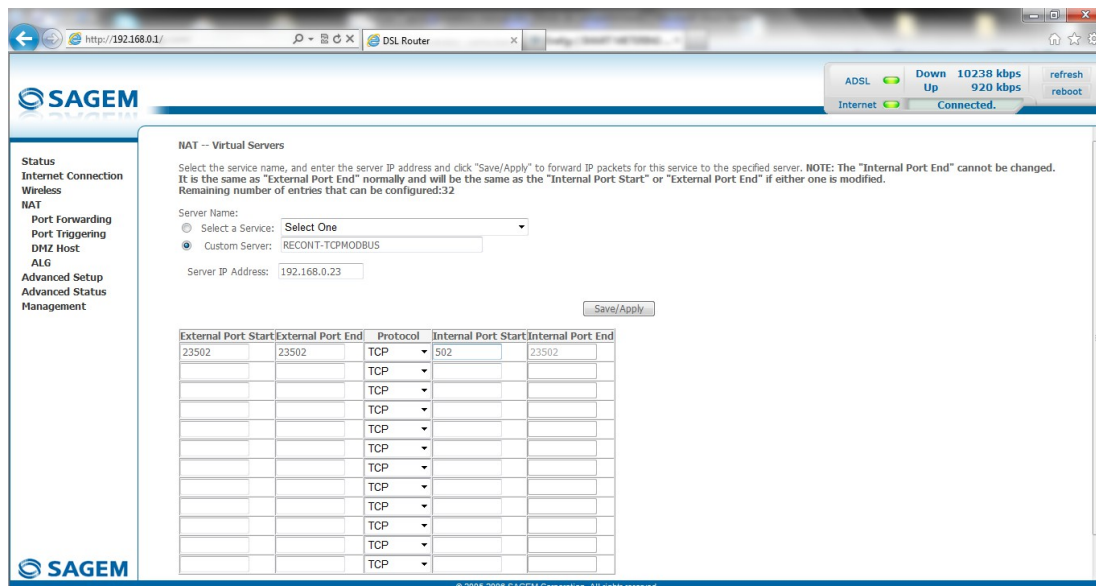 http://192.168.0.1/
DSL Router
ADSL
Down 10238 kbps
Up 920 kbps
refresh
reboot
Internet
Connected.
SAGEM
Status
Internet Connection
Wireless
NAT
Port Forwarding
Port Triggering
DMZ Host
ALG
Advanced Setup
Advanced Status
Management
NAT -- Virtual Servers
Select the service name, and enter the server IP address and click "Save/Apply" to forward IP packets for this service to the specified server. NOTE: The "Internal Port End" cannot be changed.
It is the same as "External Port End" normally and will be the same as the "Internal Port Start" or "External Port End" if either one is modified.
Remaining number of entries that can be configured:32
Server Name:
Select a Service: Select One
Custom Server: RECONT-TCPMODBUS
Server IP Address: 192.168.0.23
Save/Apply
External Port Start External Port End Protocol Internal Port Start Internal Port End
23502 23502 TCP 502 23502
TCP
TCP
TCP
TCP
TCP
TCP
TCP
TCP
TCP
TCP
TCP
SAGEM
© 2005-2006 SAGEM Corporation. All rights reserved.